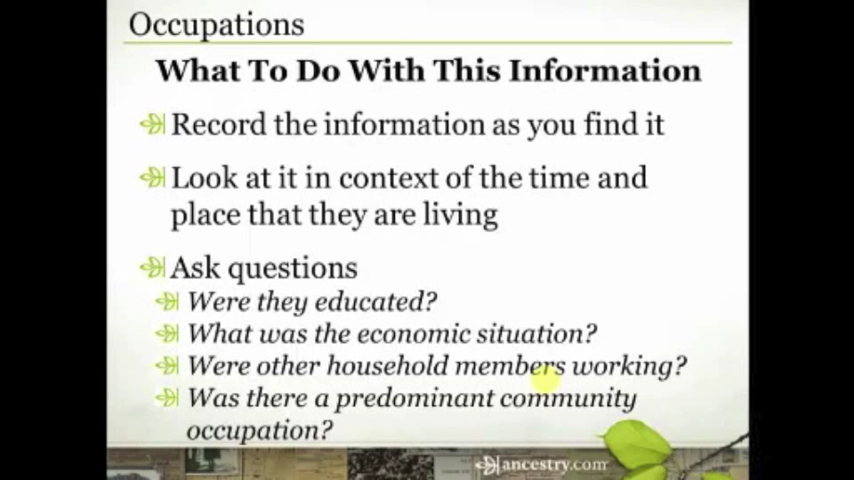 Occupations
What To Do With This Information
Record the information as you find it
Look at it in context of the time and
place that they are living
Ask questions
Were they educated?
What was the economic situation?
Were other household members working?
Was there a predominant community
occupation?
ancestry.com